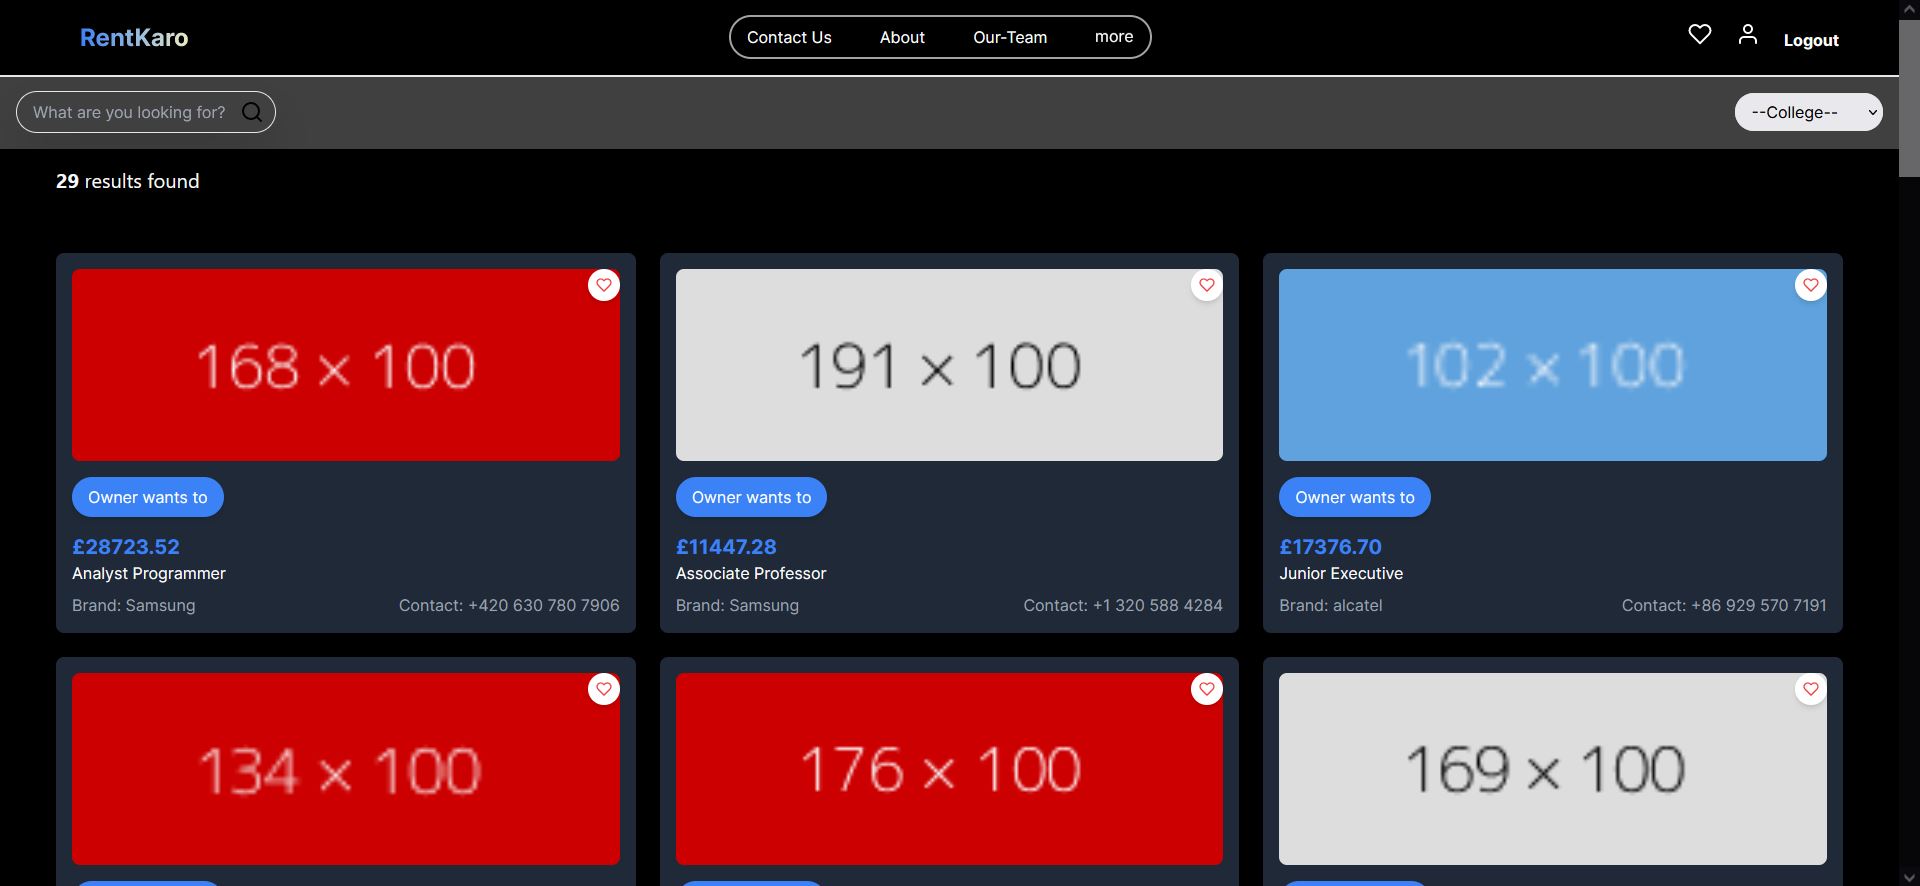 RentKaro
Contact Us About Our-Team more
Logout
What are you looking for?
--College--
29 results found
168 × 100
191 × 100
102 × 100
Owner wants to
Owner wants to
Owner wants to
£28723.52
£11447.28
£17376.70
Analyst Programmer
Associate Professor
Junior Executive
Brand: Samsung Contact: +420 630 780 7906
Brand: Samsung Contact: +1 320 588 4284
Brand: alcatel Contact: +86 929 570 7191
134 × 100
176 × 100
169 × 100